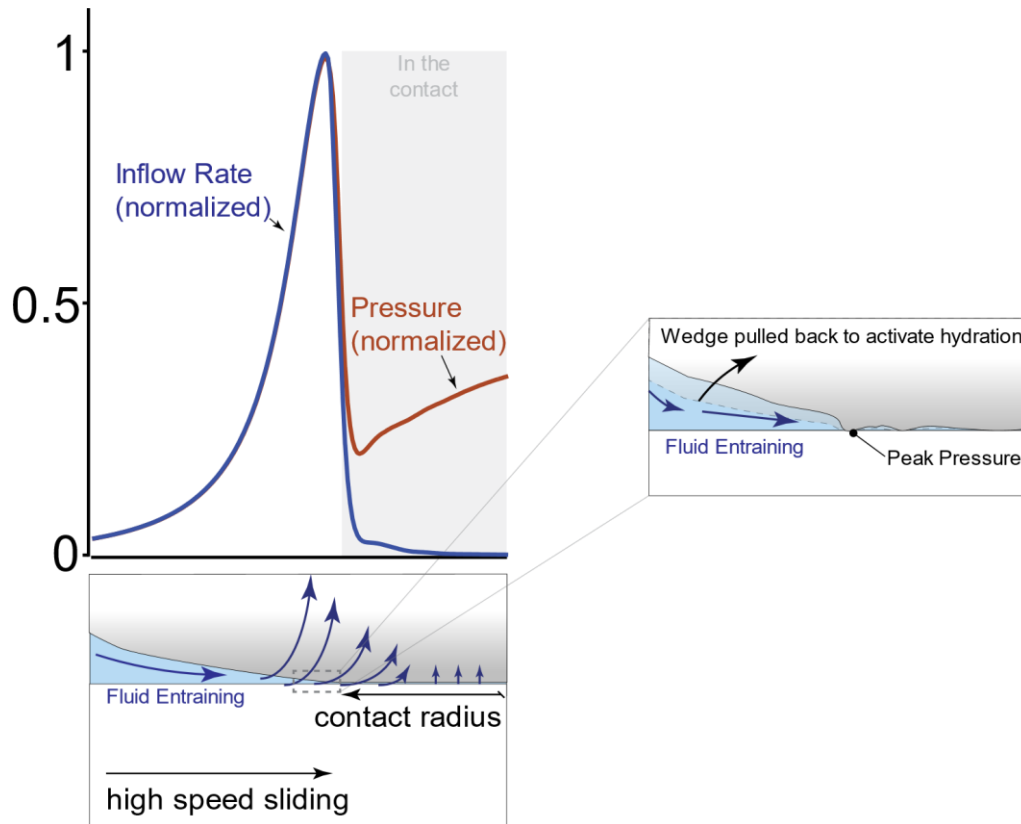 1
In the
contact
Inflow Rate
(normalized)
0.5
Pressure
(normalized)
0
Wedge pulled back to activate hydration
Fluid Entraining
Peak Pressure
Fluid Entraining
contact radius
high speed sliding